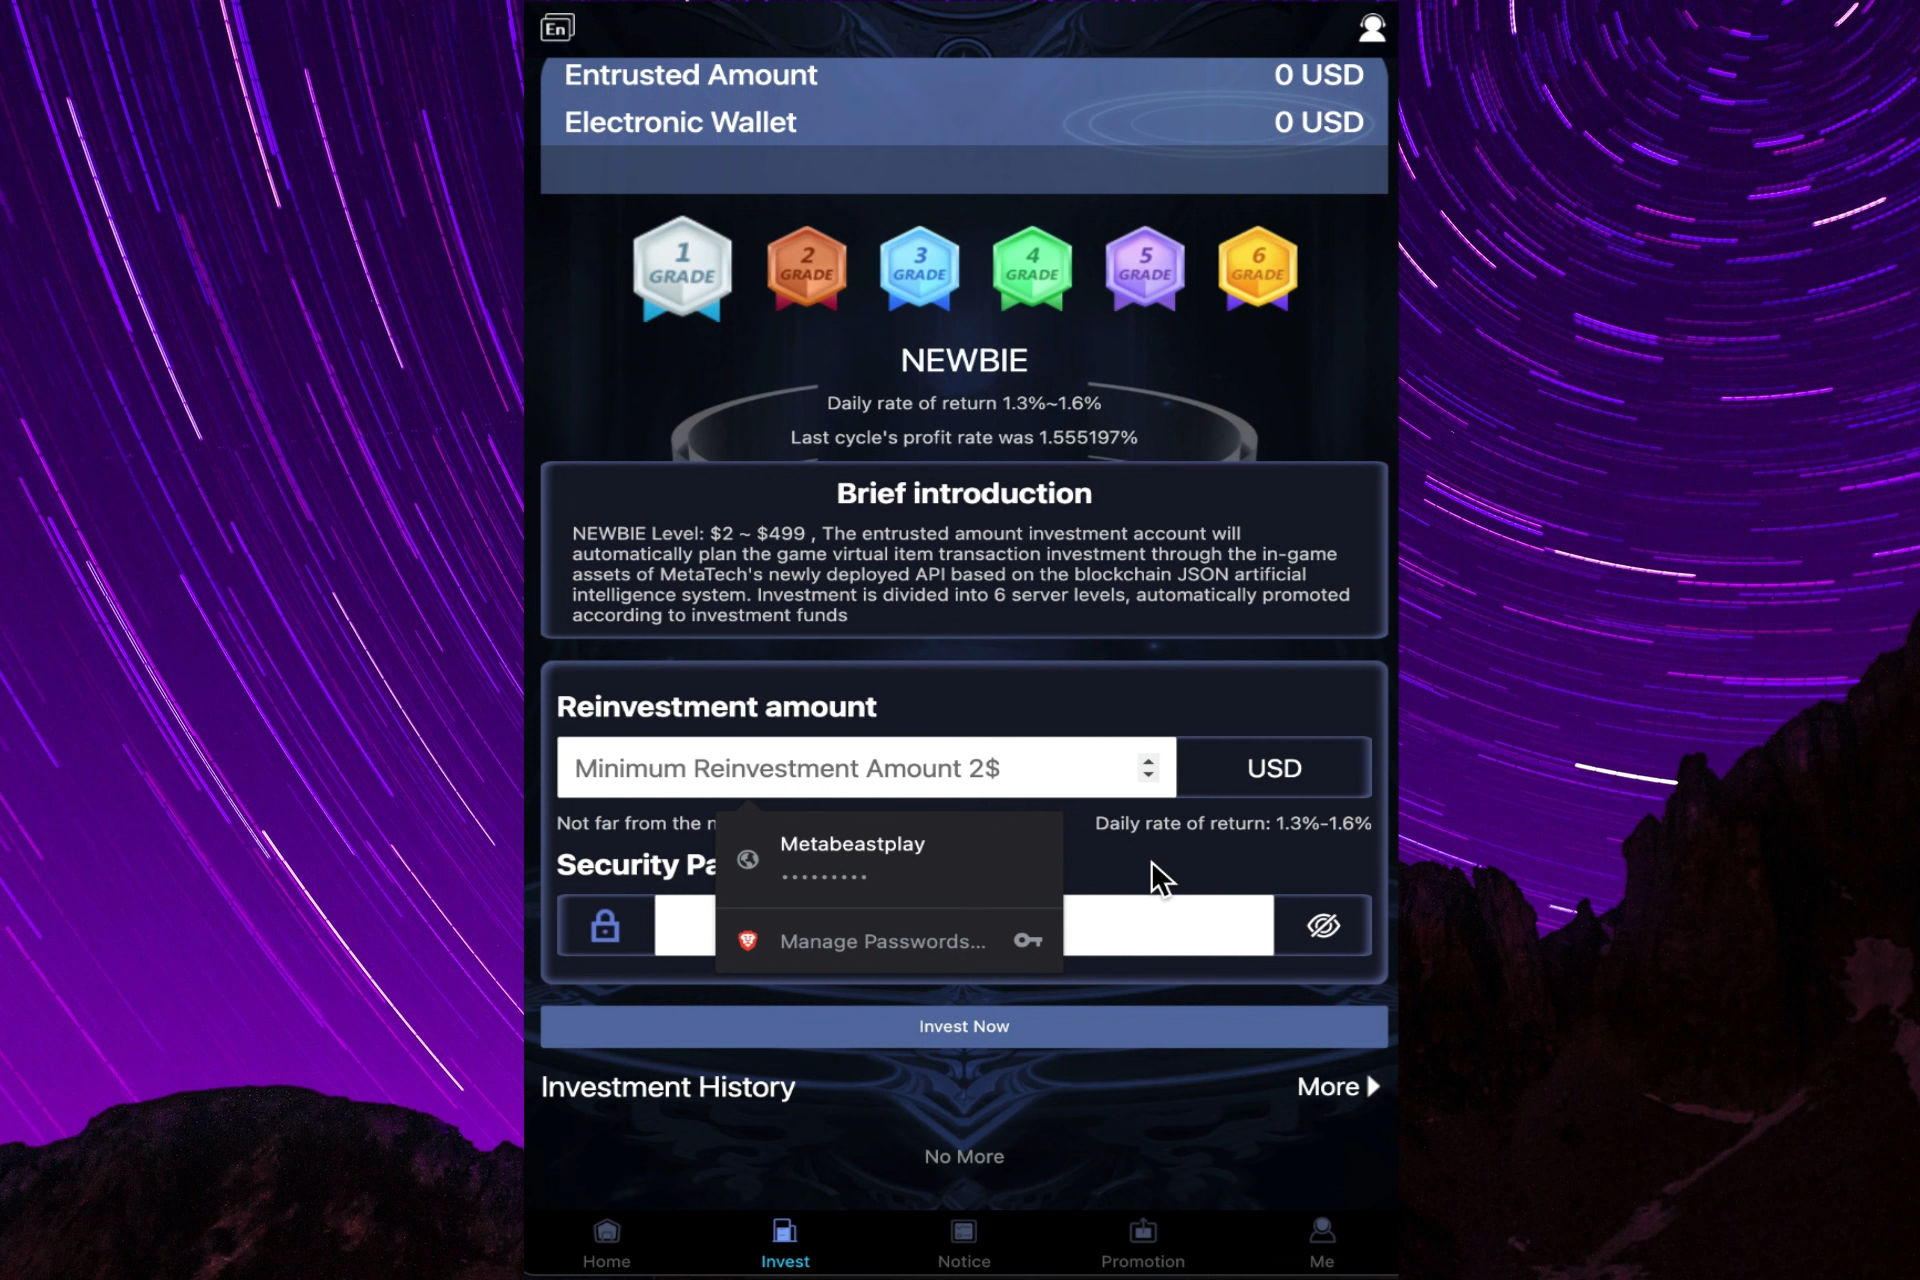 En
Entrusted Amount 0 USD
Electronic Wallet 0 USD
1 GRADE
2 GRADE
3 GRADE
4 GRADE
5 GRADE
6 GRADE
NEWBIE
Daily rate of return 1.3%~1.6%
Last cycle's profit rate was 1.555197%
Brief introduction
NEWBIE Level: $2 ~ $499 , The entrusted amount investment account will
automatically plan the game virtual item transaction investment through the in-game
assets of MetaTech's newly deployed API based on the blockchain JSON artificial
intelligence system. Investment is divided into 6 server levels, automatically promoted
according to investment funds
Reinvestment amount
Minimum Reinvestment Amount 2$ USD
Not far from the Daily rate of return: 1.3%-1.6%
Metabeastplay
•••••••••
Security
Manage Passwords...
Invest Now
Investment History More
No More
Home Invest Notice Promotion Me